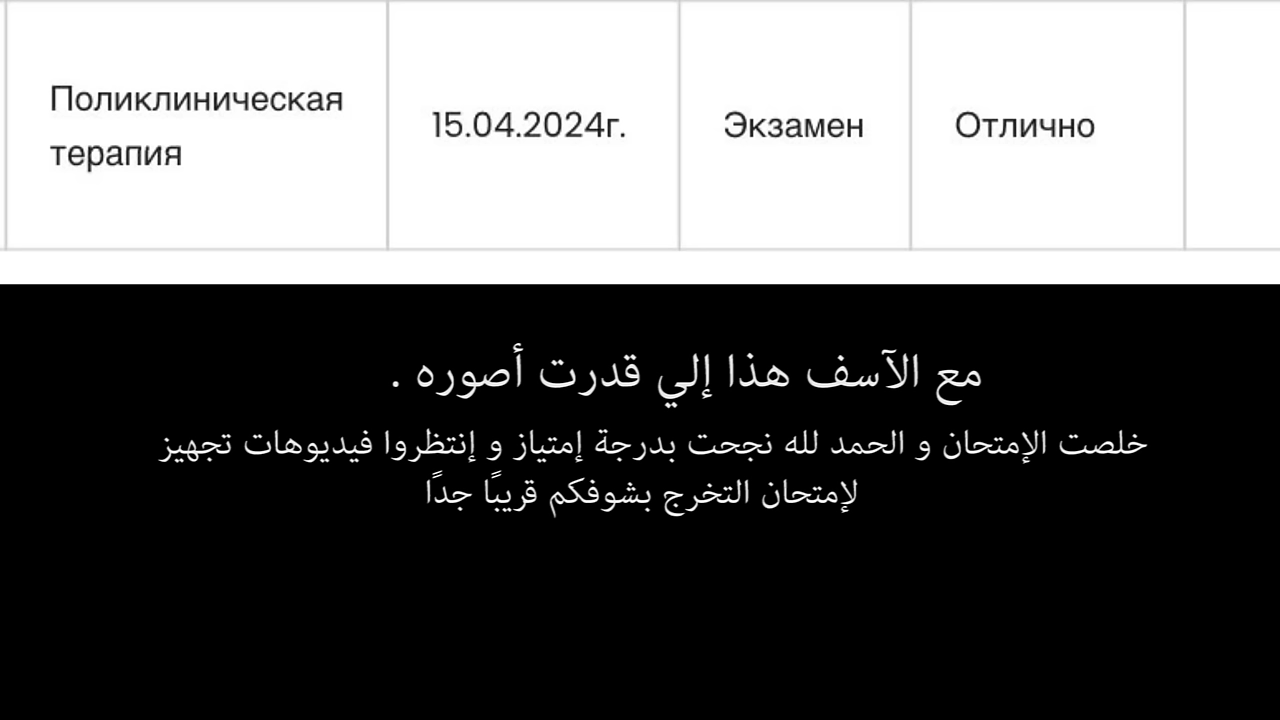 Поликлиническая
терапия
15.04.2024г.
Экзамен
Отлично
مع الآسف هذا إلي قدرت أصوره .
خلصت الإمتحان و الحمد لله نجحت بدرجة إمتياز و إنتظروا فيديوهات تجهيز
لإمتحان التخرج بشوفكم قريبًا جدًا